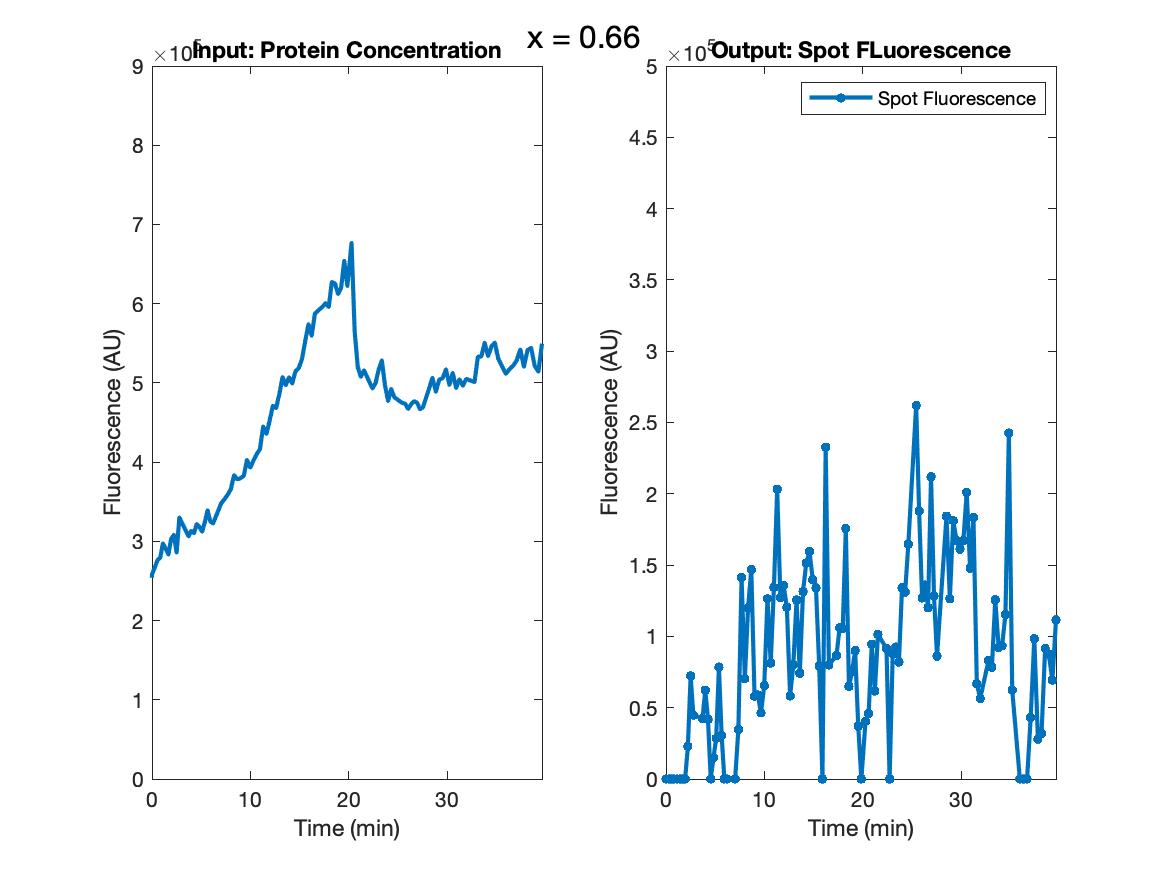 x = 0.66
×10⁵
Input: Protein Concentration
9
8
7
6
5
4
3
2
1
0
Fluorescence (AU)
0 10 20 30
Time (min)
×10⁵
Output: Spot FLuorescence
Spot Fluorescence
5
4.5
4
3.5
3
2.5
2
1.5
1
0.5
0
Fluorescence (AU)
0 10 20 30
Time (min)